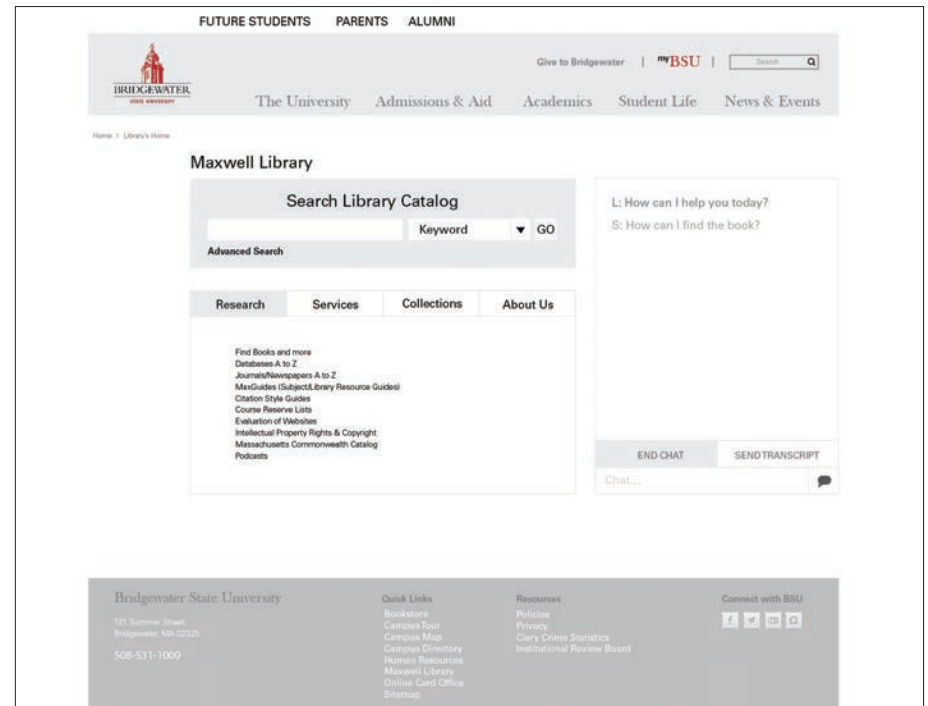 FUTURE STUDENTS PARENTS ALUMNI
Give to Bridgewater | myBSU | Search
BRIDGEWATER
STATE UNIVERSITY
The University Admissions & Aid Academics Student Life News & Events
Home > Library's Home
Maxwell Library
Search Library Catalog
Keyword GO
Advanced Search
L: How can I help you today?
S: How can I find the book?
Research Services Collections About Us
Find Books and more
Databases A to Z
Journals/Newspapers A to Z
MaxGuides (Subject/Library Resource Guides)
Citation Style Guides
Course Reserve Lists
Evaluation of Websites
Intellectual Property Rights & Copyright
Massachusetts Commonwealth Catalog
Podcasts
END CHAT SEND TRANSCRIPT
Chat...
Bridgewater State University
131 Summer Street,
Bridgewater, MA 02325
508-531-1000
Quick Links
Bookstore
Campus Tour
Campus Map
Campus Directory
Human Resources
Maxwell Library
Online Card Office
Sitemap
Resources
Policies
Privacy
Clery Crime Statistics
Institutional Review Board
Connect with BSU